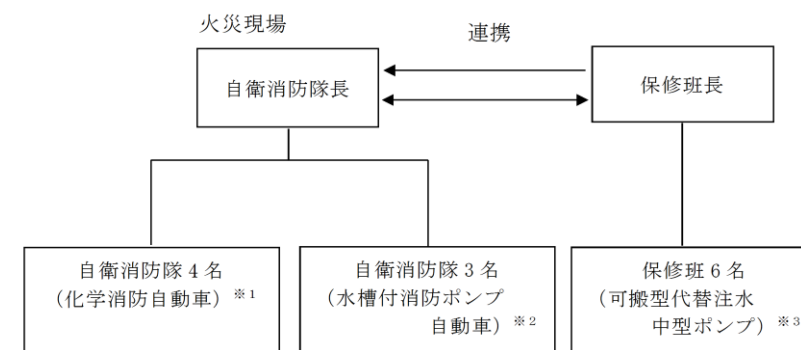 火災現場
連携
自衛消防隊長
保修班長
自衛消防隊4名
（化学消防自動車）※1
自衛消防隊3名
（水槽付消防ポンプ
自動車）※2
保修班6名
（可搬型代替注水
中型ポンプ）※3